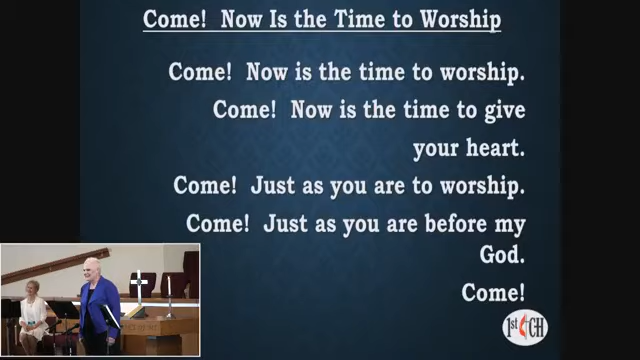 Come! Now Is the Time to Worship
Come! Now is the time to worship.
Come! Now is the time to give
your heart.
Come! Just as you are to worship.
Come! Just as you are before my
God.
Come!
1st CH